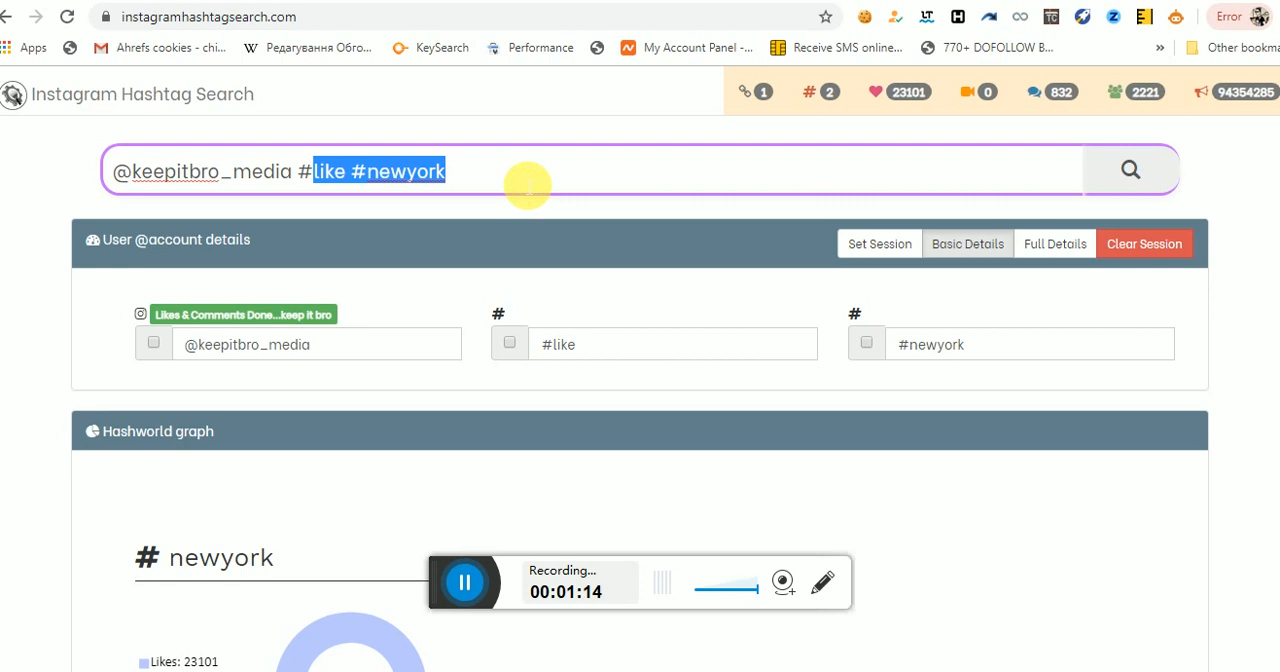 instagramhashtagsearch.com
Error
Apps
Ahrefs cookies - chi...
Редагування Обго...
KeySearch
Performance
My Account Panel -...
Receive SMS online...
770+ DOFOLLOW B...
»
Other bookma
Instagram Hashtag Search
1
# 2
23101
0
832
2221
94354285
@keepitbro_media #like #newyork
User @account details
Set Session
Basic Details
Full Details
Clear Session
Likes & Comments Done...keep it bro
#
#
@keepitbro_media
#like
#newyork
Hashworld graph
# newyork
Recording...
00:01:14
Likes: 23101